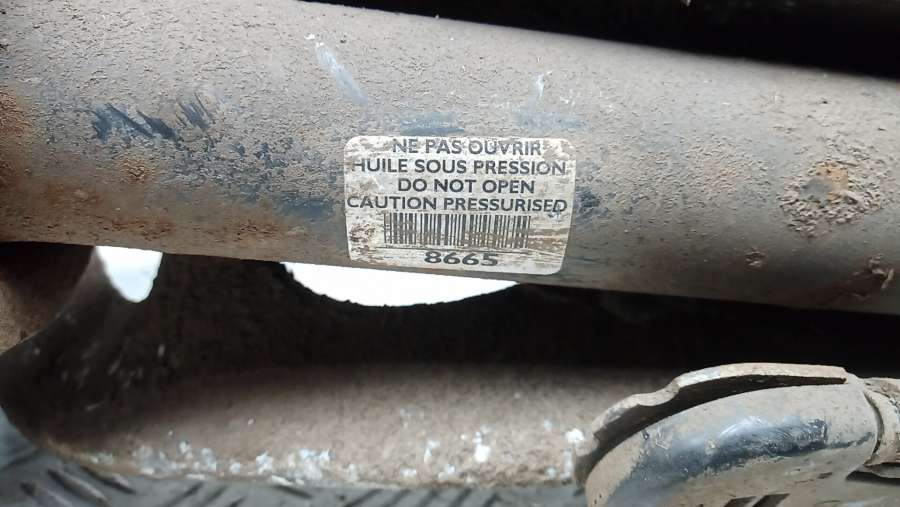 NE PAS OUVRIR
HUILE SOUS PRESSION
DO NOT OPEN
CAUTION PRESSURISED
8665